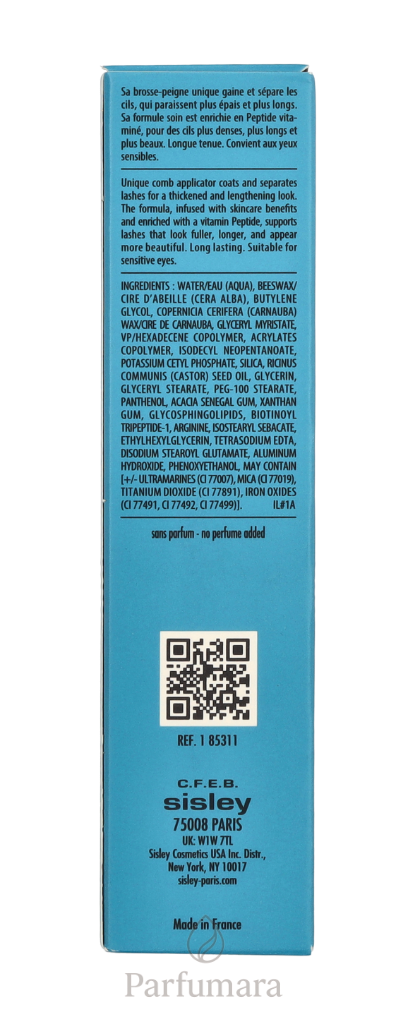 Sa brosse-peigne unique gaine et sépare les
cils, qui paraissent plus épais et plus longs.
Sa formule soin est enrichie en Peptide vita-
miné, pour des cils plus denses, plus longs et
plus beaux. Longue tenue. Convient aux yeux
sensibles.
Unique comb applicator coats and separates
lashes for a thickened and lengthening look.
The formula, infused with skincare benefits
and enriched with a vitamin Peptide, supports
lashes that look fuller, longer, and appear
more beautiful. Long lasting. Suitable for
sensitive eyes.
INGREDIENTS : WATER/EAU (AQUA), BEESWAX/
CIRE D'ABEILLE (CERA ALBA), BUTYLENE
GLYCOL, COPERNICIA CERIFERA (CARNAUBA)
WAX/CIRE DE CARNAUBA, GLYCERYL MYRISTATE,
VP/HEXADECENE COPOLYMER, ACRYLATES
COPOLYMER, ISODECYL NEOPENTANOATE,
POTASSIUM CETYL PHOSPHATE, SILICA, RICINUS
COMMUNIS (CASTOR) SEED OIL, GLYCERIN,
GLYCERYL STEARATE, PEG-100 STEARATE,
PANTHENOL, ACACIA SENEGAL GUM, XANTHAN
GUM, GLYCOSPHINGOLIPIDS, BIOTINOYL
TRIPEPTIDE-1, ARGININE, ISOSTEARYL SEBACATE,
ETHYLHEXYLGLYCERIN, TETRASODIUM EDTA,
DISODIUM STEAROYL GLUTAMATE, ALUMINUM
HYDROXIDE, PHENOXYETHANOL, MAY CONTAIN
[+/- ULTRAMARINES (CI 77007), MICA (CI 77019),
TITANIUM DIOXIDE (CI 77891), IRON OXIDES
(CI 77491, CI 77492, CI 77499)]. IL#1A
sans parfum - no perfume added
REF. 1 85311
C.F.E.B.
sisley
75008 PARIS
UK: W1W 7TL
Sisley Cosmetics USA Inc. Distr.,
New York, NY 10017
sisley-paris.com
Made in France
Parfumara